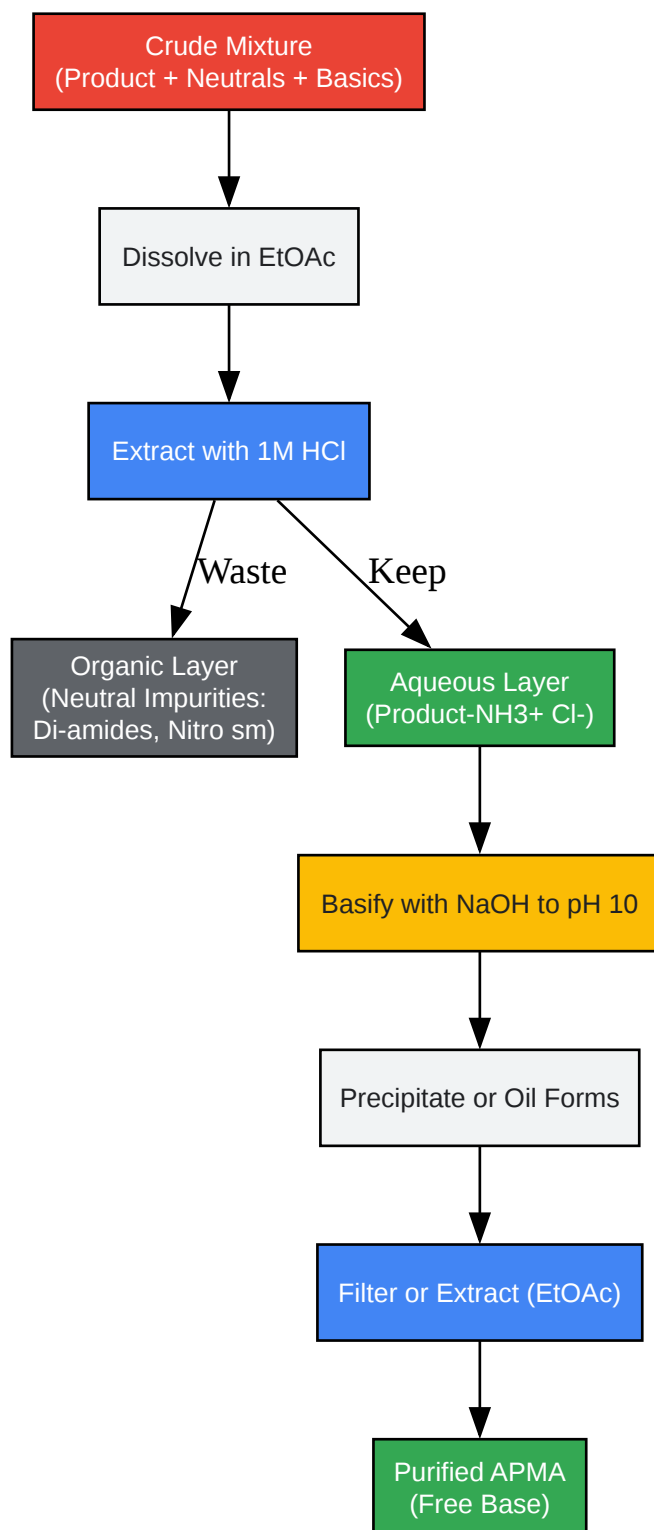 Crude Mixture
(Product + Neutrals + Basics)
Dissolve in EtOAc
Extract with 1M HCl
Waste
Keep
Organic Layer
(Neutral Impurities:
Di-amides, Nitro sm)
Aqueous Layer
(Product-NH3+ Cl-)
Basify with NaOH to pH 10
Precipitate or Oil Forms
Filter or Extract (EtOAc)
Purified APMA
(Free Base)